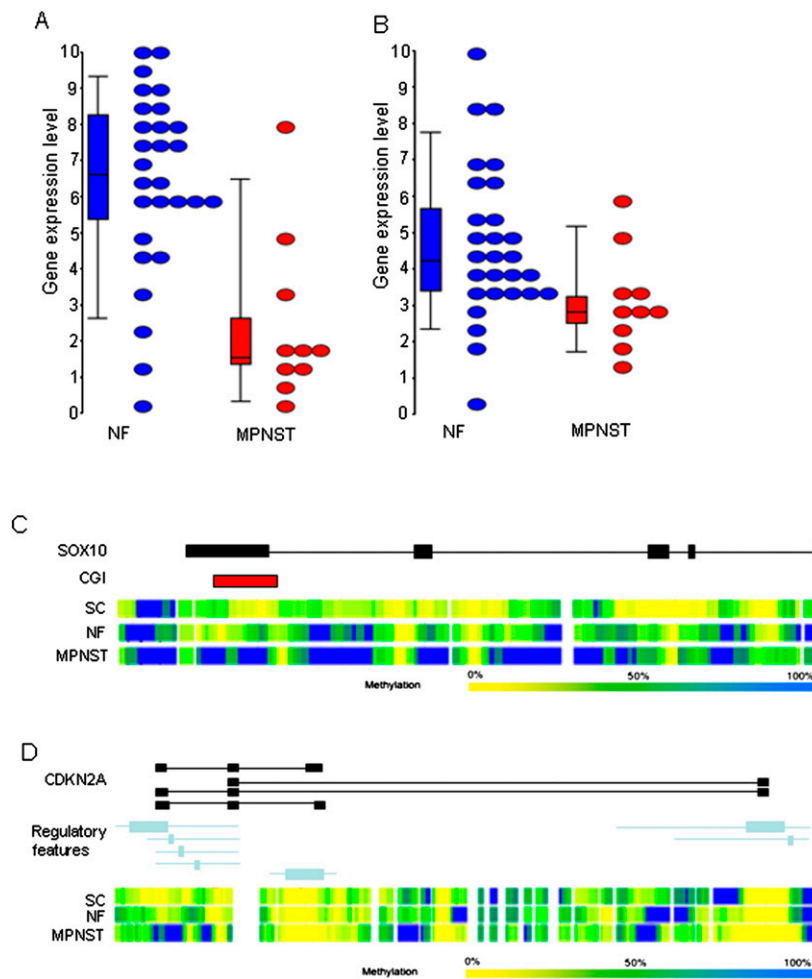 A
B
10
9
8
7
6
5
4
3
2
1
0
Gene expression level
NF
MPNST
10
9
8
7
6
5
4
3
2
1
0
Gene expression level
NF
MPNST
C
SOX10
CGI
SC
NF
MPNST
Methylation
0%
50%
100%
D
CDKN2A
Regulatory
features
SC
NF
MPNST
Methylation
0%
50%
100%